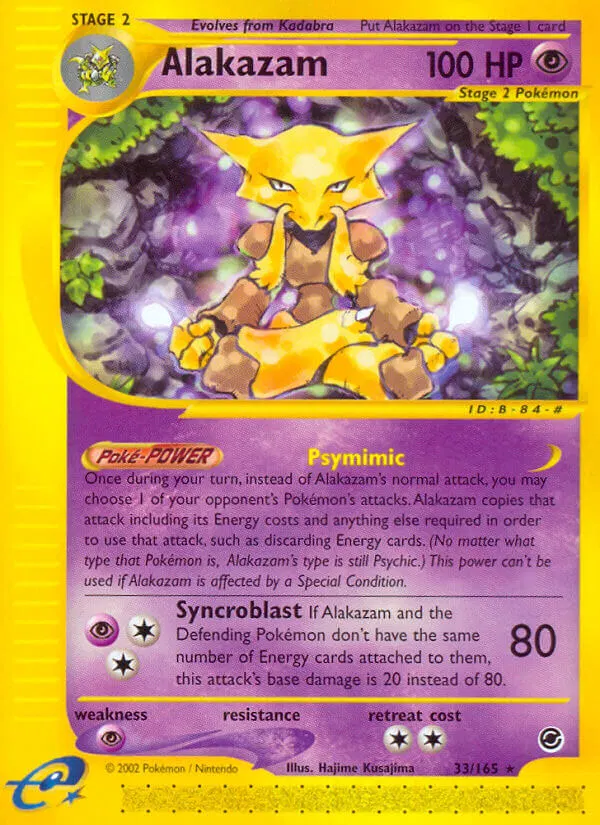 STAGE 2
Evolves from Kadabra Put Alakazam on the Stage 1 card
Alakazam 100 HP
Stage 2 Pokémon
ID:B-84-#
Poké-POWER Psymimic
Once during your turn, instead of Alakazam's normal attack, you may
choose 1 of your opponent's Pokémon's attacks. Alakazam copies that
attack including its Energy costs and anything else required in order
to use that attack, such as discarding Energy cards. (No matter what
type that Pokémon is, Alakazam's type is still Psychic.) This power can't be
used if Alakazam is affected by a Special Condition.
Syncroblast If Alakazam and the
Defending Pokémon don't have the same
number of Energy cards attached to them,
this attack's base damage is 20 instead of 80.
80
weakness resistance retreat cost
© 2002 Pokémon / Nintendo Illus. Hajime Kusajima 33/165 ★
e